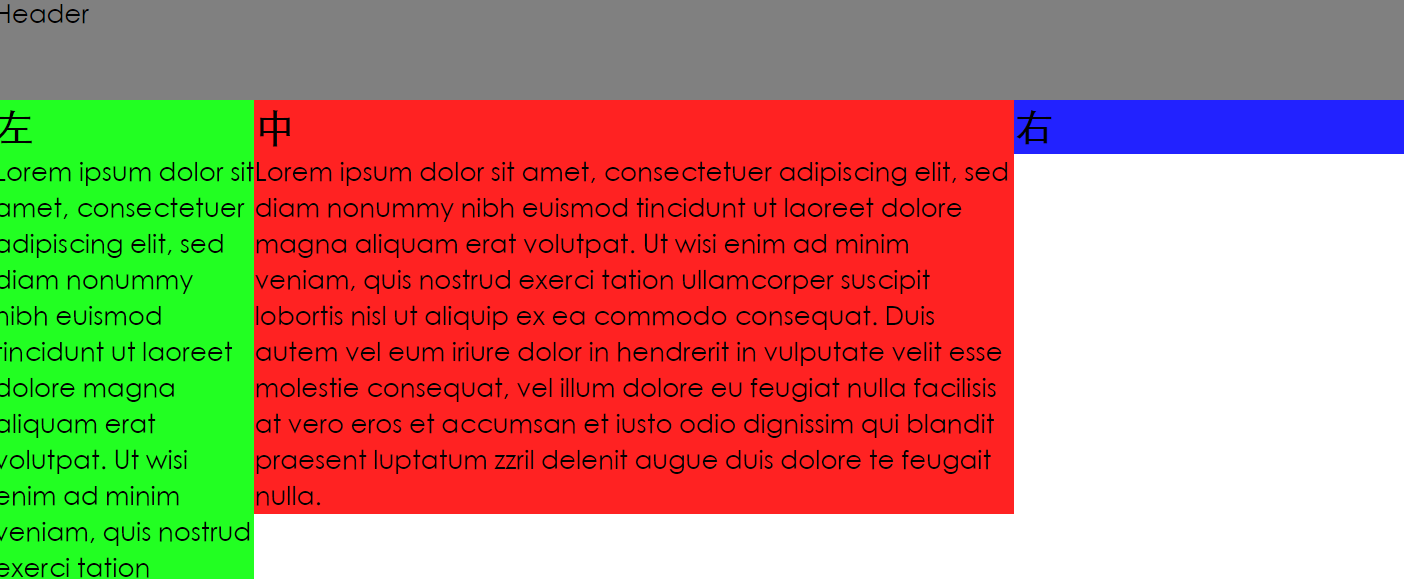 Header
左
Lorem ipsum dolor sit
amet, consectetuer
adipiscing elit, sed
diam nonummy
nibh euismod
tincidunt ut laoreet
dolore magna
aliquam erat
volutpat. Ut wisi
enim ad minim
veniam, quis nostrud
exerci tation
中
Lorem ipsum dolor sit amet, consectetuer adipiscing elit, sed
diam nonummy nibh euismod tincidunt ut laoreet dolore
magna aliquam erat volutpat. Ut wisi enim ad minim
veniam, quis nostrud exerci tation ullamcorper suscipit
lobortis nisl ut aliquip ex ea commodo consequat. Duis
autem vel eum iriure dolor in hendrerit in vulputate velit esse
molestie consequat, vel illum dolore eu feugiat nulla facilisis
at vero eros et accumsan et iusto odio dignissim qui blandit
praesent luptatum zzril delenit augue duis dolore te feugait
nulla.
右